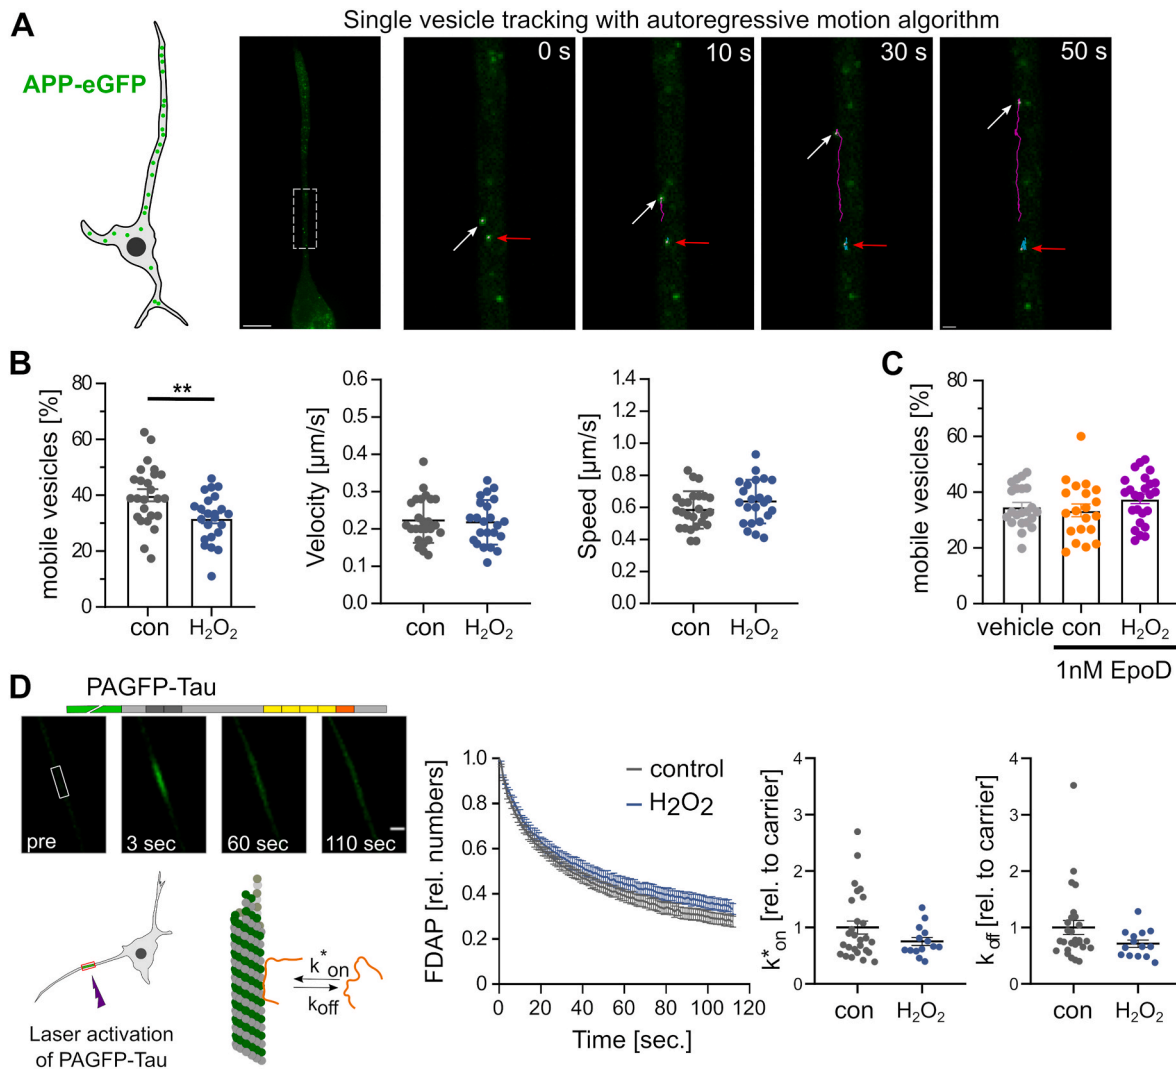 A
Single vesicle tracking with autoregressive motion algorithm
APP-eGFP
0 s
10 s
30 s
50 s
B
mobile vesicles [%]
80
60
40
20
0
**
con
H₂O₂
Velocity [µm/s]
0.6
0.5
0.4
0.3
0.2
0.1
0.0
con
H₂O₂
Speed [µm/s]
1.4
1.2
1.0
0.8
0.6
0.4
0.2
0.0
con
H₂O₂
C
mobile vesicles [%]
80
60
40
20
0
vehicle
con
H₂O₂
1nM EpoD
D
PAGFP-Tau
pre
3 sec
60 sec
110 sec
Laser activation
of PAGFP-Tau
k*on
koff
FDAP [rel. numbers]
1.0
0.8
0.6
0.4
0.2
0.0
0
20
40
60
80
100
120
Time [sec.]
control
H₂O₂
k*on [rel. to carrier]
4
3
2
1
0
con
H₂O₂
koff [rel. to carrier]
4
3
2
1
0
con
H₂O₂